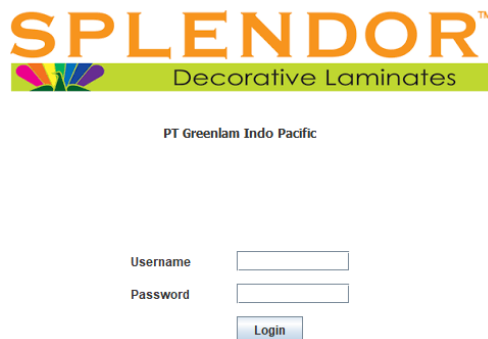 SPLENDOR™
Decorative Laminates
PT Greenlam Indo Pacific
Username
Password
Login